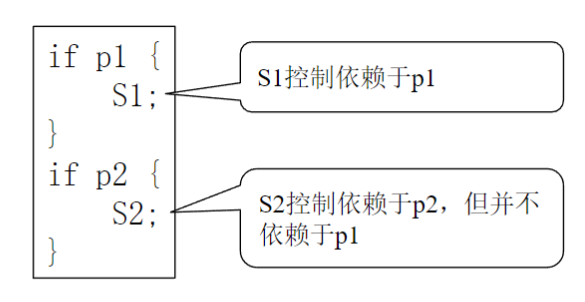 if p1 {
S1;
}
if p2 {
S2;
}
S1控制依赖于p1
S2控制依赖于p2，但并不
依赖于p1